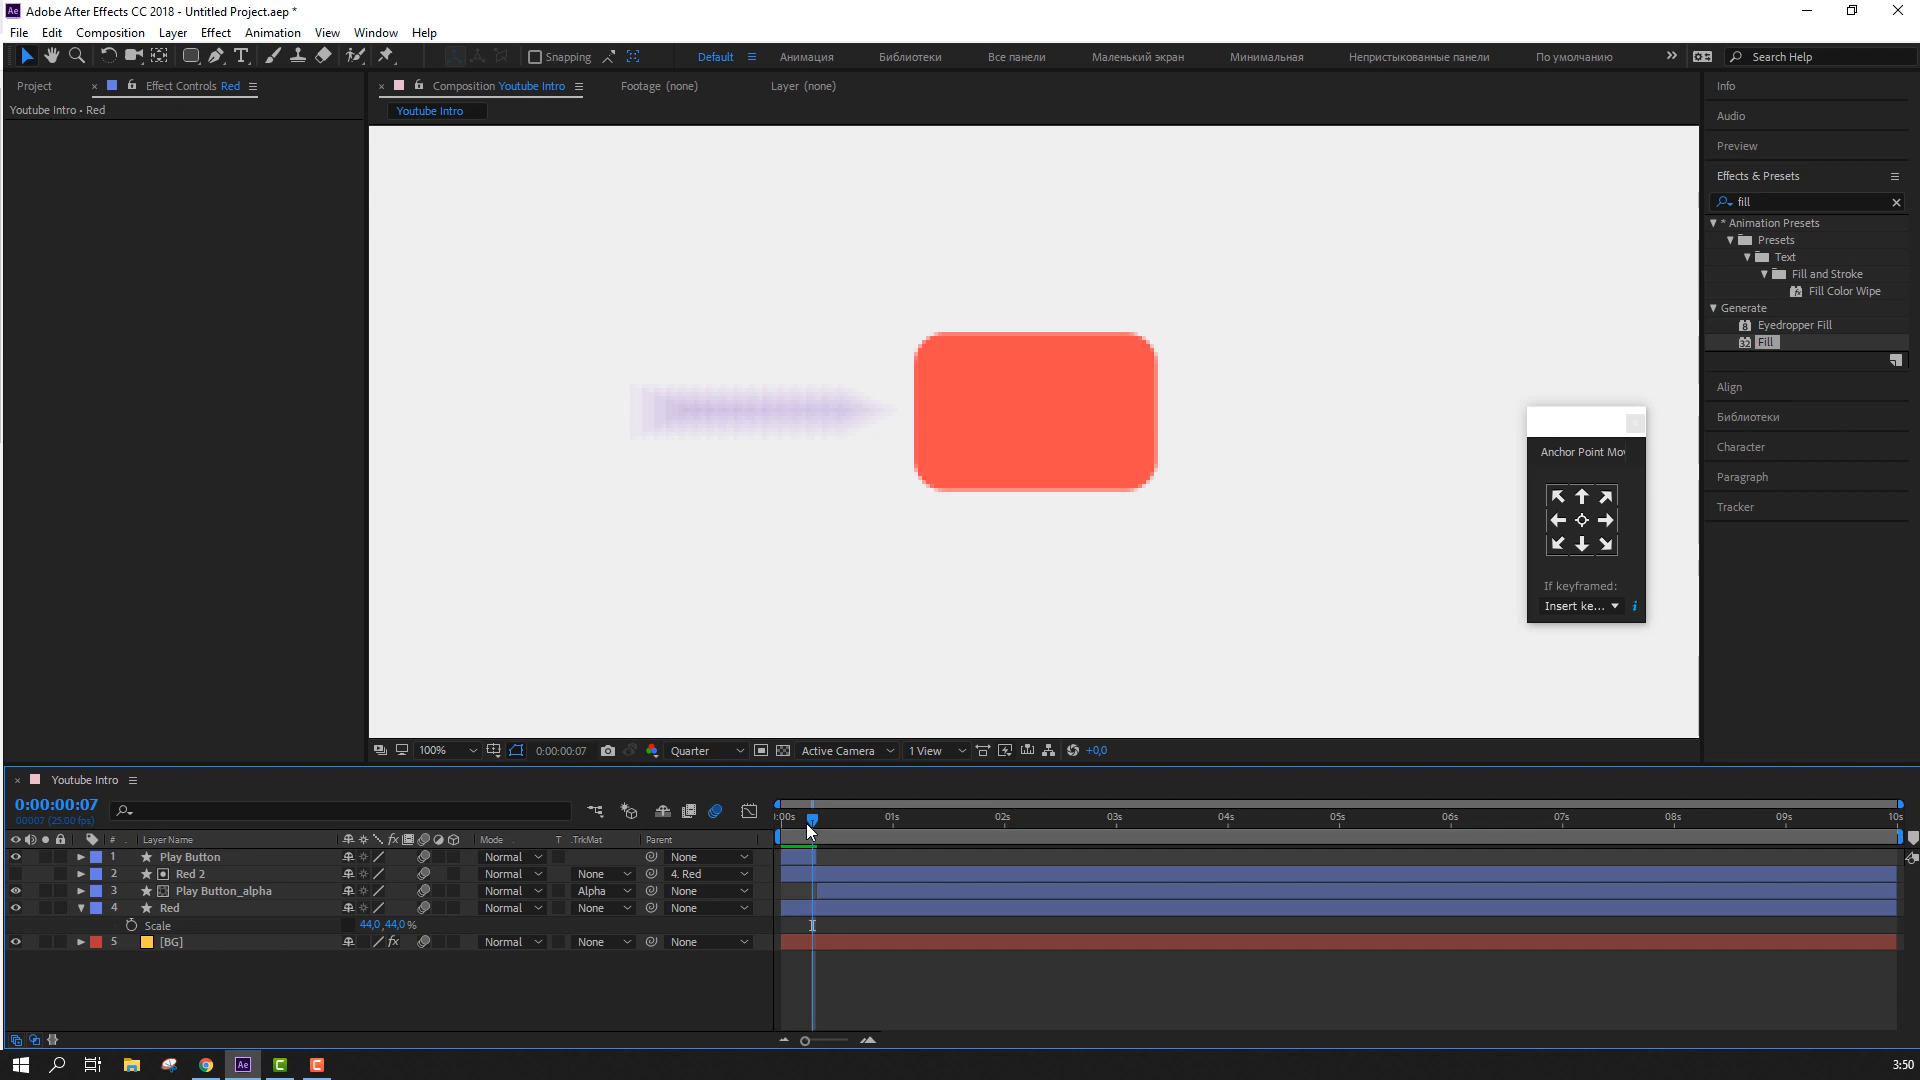 Adobe After Effects CC 2018 - Untitled Project.aep *
File Edit Composition Layer Effect Animation View Window Help
Snapping Default Анимация Библиотеки Все панели Маленький экран Минимальная Непристыкованные панели По умолчанию Search Help
Project Effect Controls Red
Composition Youtube Intro Footage (none) Layer (none)
Info
Youtube Intro • Red
Youtube Intro
Audio
Preview
Effects & Presets
fill
* Animation Presets
Presets
Text
Fill and Stroke
Fill Color Wipe
Generate
Eyedropper Fill
Fill
Align
Библиотеки
Character
Paragraph
Tracker
Anchor Point Mov
If keyframed:
Insert ke...
100% 0:00:00:07 Quarter Active Camera 1 View +0,0
Youtube Intro
0:00:00:07
00007 (25.00 fps)
:00s 01s 02s 03s 04s 05s 06s 07s 08s 09s 10s
# Layer Name Mode T .TrkMat Parent
1 Play Button Normal None
2 Red 2 Normal None 4. Red
3 Play Button_alpha Normal Alpha None
4 Red Normal None None
Scale 44,0 ,44,0 %
5 [BG] Normal None None
3:50